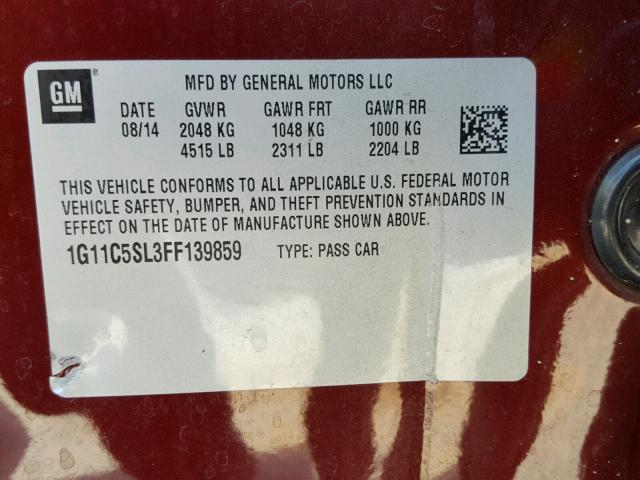 GM ®
MFD BY GENERAL MOTORS LLC
DATE GVWR GAWR FRT GAWR RR
08/14 2048 KG 1048 KG 1000 KG
4515 LB 2311 LB 2204 LB
THIS VEHICLE CONFORMS TO ALL APPLICABLE U.S. FEDERAL MOTOR
VEHICLE SAFETY, BUMPER, AND THEFT PREVENTION STANDARDS IN
EFFECT ON THE DATE OF MANUFACTURE SHOWN ABOVE.
1G11C5SL3FF139859 TYPE: PASS CAR